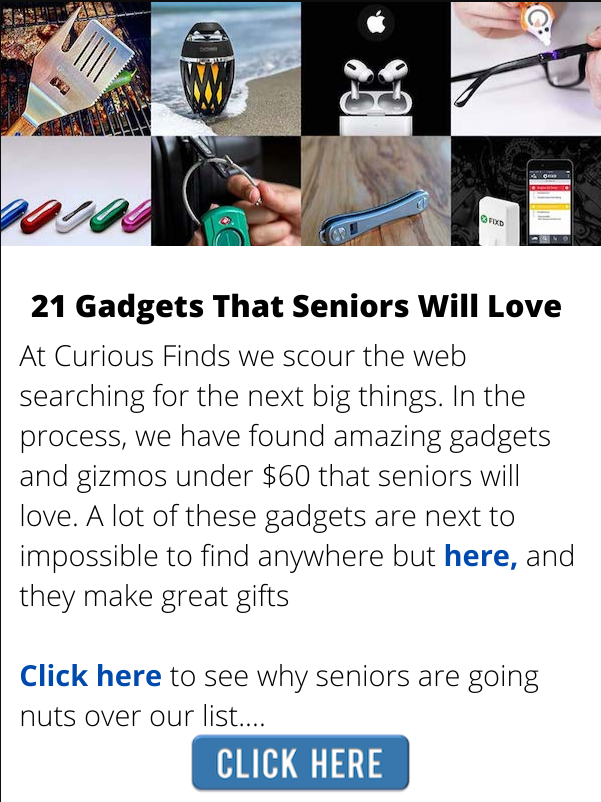 FIXD
FIXD
21 Gadgets That Seniors Will Love
At Curious Finds we scour the web
searching for the next big things. In the
process, we have found amazing gadgets
and gizmos under $60 that seniors will
love. A lot of these gadgets are next to
impossible to find anywhere but here, and
they make great gifts
Click here to see why seniors are going
nuts over our list....
CLICK HERE